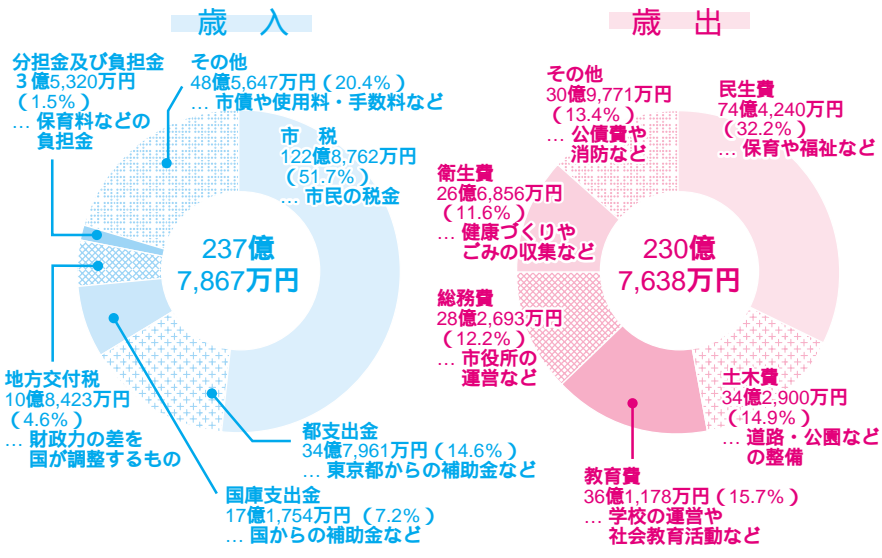 歳　入
分担金及び負担金
３億5,320万円
（1.5%）
… 保育料などの
負担金
その他
48億5,647万円（20.4%）
… 市債や使用料・手数料など
市　税
122億8,762万円
（51.7%）
… 市民の税金
237億
7,867万円
地方交付税
10億8,423万円
（4.6%）
… 財政力の差を
国が調整するもの
都支出金
34億7,961万円（14.6%）
… 東京都からの補助金など
国庫支出金
17億1,754万円（7.2%）
… 国からの補助金など
歳　出
その他
30億9,771万円
（13.4%）
… 公債費や
消防など
民生費
74億4,240万円
（32.2%）
… 保育や福祉など
衛生費
26億6,856万円
（11.6%）
… 健康づくりや
ごみの収集など
230億
7,638万円
総務費
28億2,693万円
（12.2%）
… 市役所の
運営など
土木費
34億2,900万円
（14.9%）
… 道路・公園など
の整備
教育費
36億1,178万円（15.7%）
… 学校の運営や
社会教育活動など